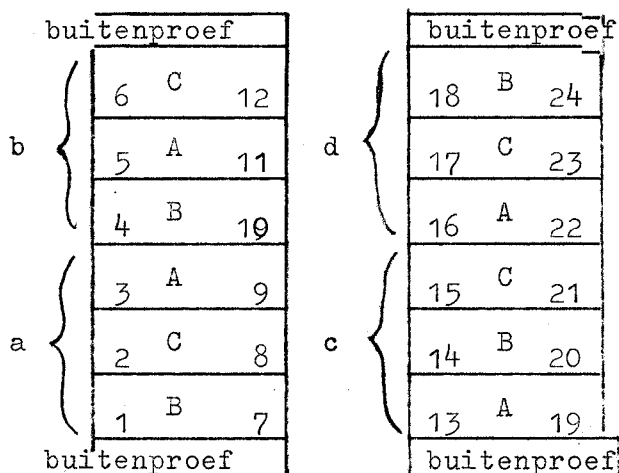 buitenproef buitenproef
6 C 12 18 B 24
b 5 A 11 d 17 C 23
4 B 10 16 A 22
3 A 9 15 C 21
a 2 C 8 c 14 B 20
1 B 7 13 A 19
buitenproef buitenproef